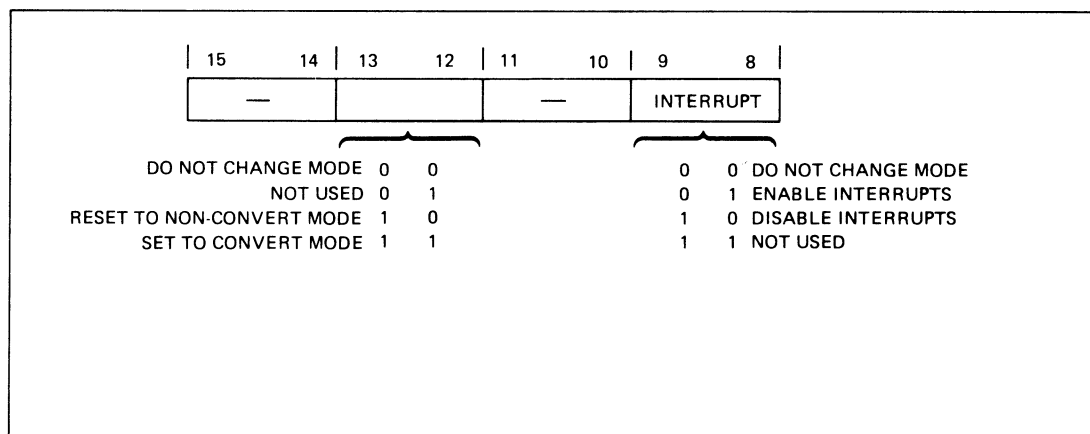 15 14 13 12 11 10 9 8
— — INTERRUPT
DO NOT CHANGE MODE 0 0 0 0 DO NOT CHANGE MODE
NOT USED 0 1 0 1 ENABLE INTERRUPTS
RESET TO NON-CONVERT MODE 1 0 1 0 DISABLE INTERRUPTS
SET TO CONVERT MODE 1 1 1 1 NOT USED